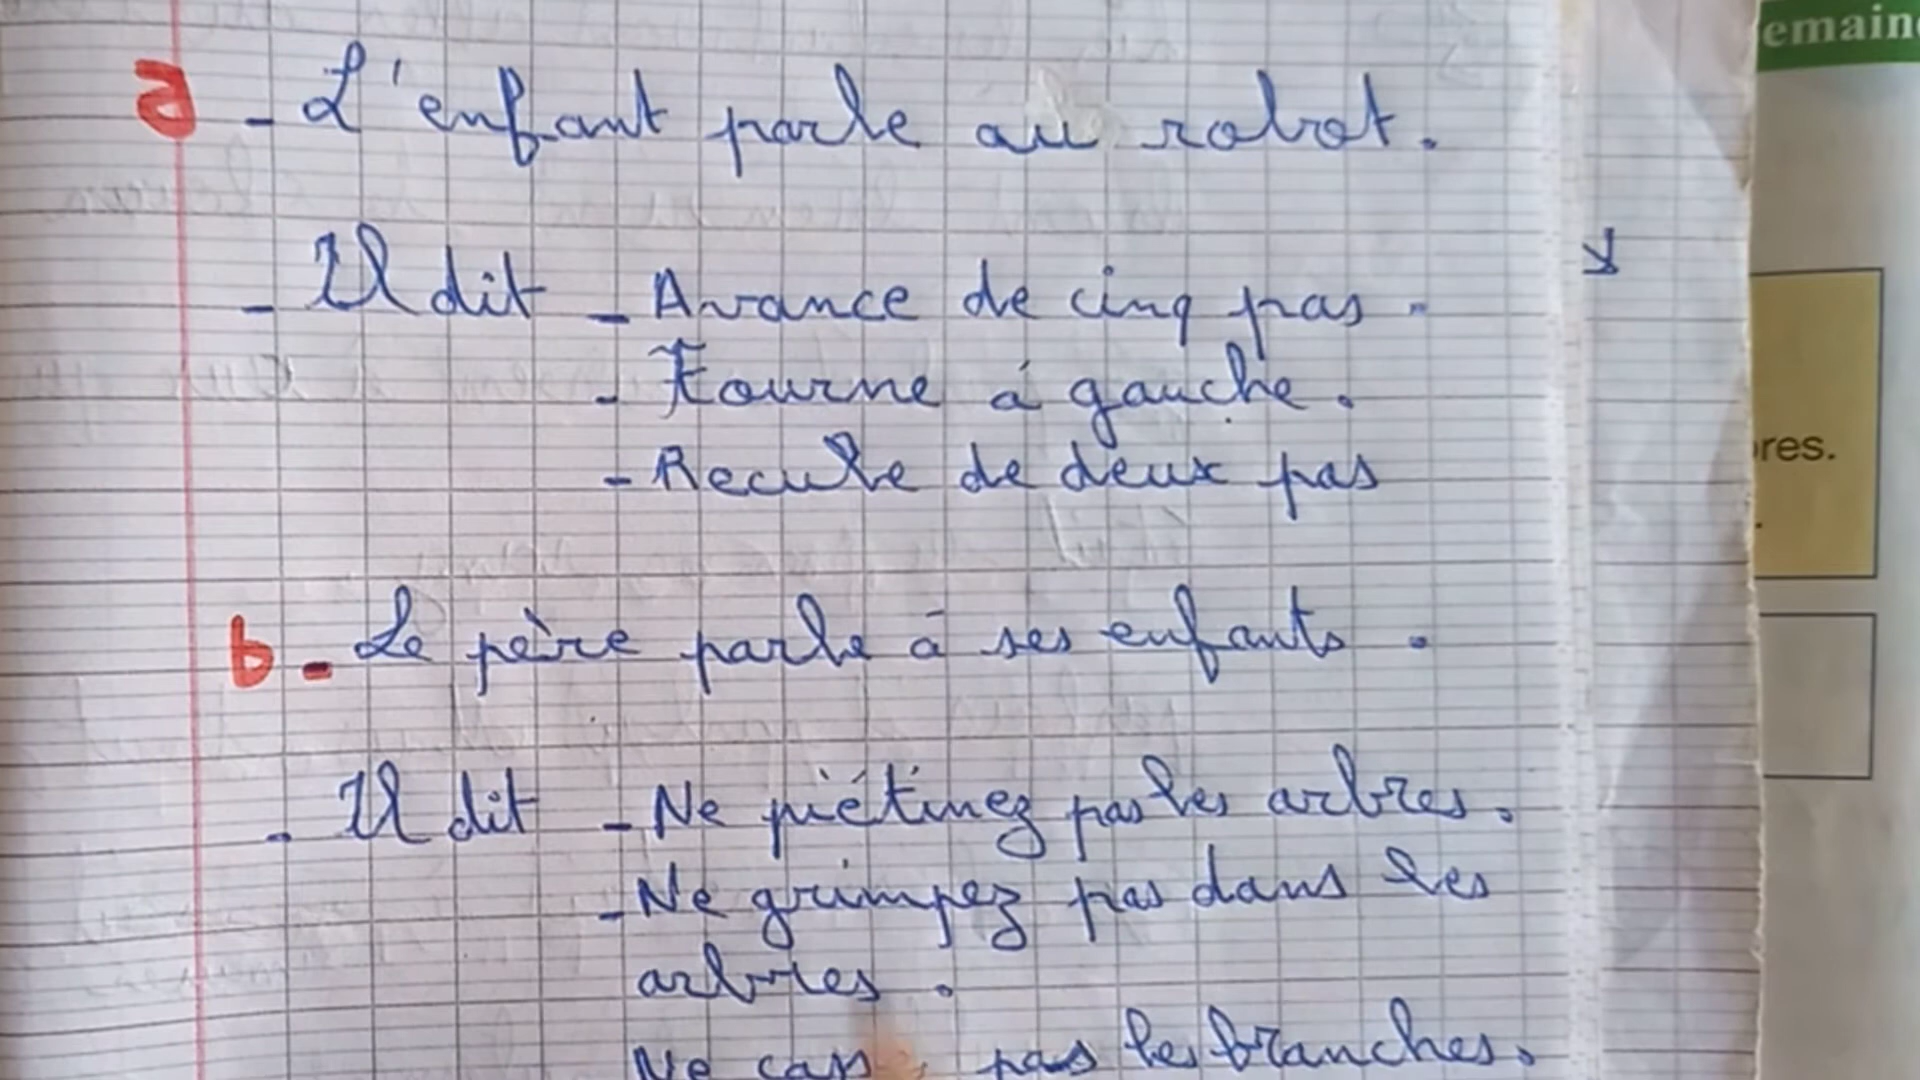 a - L'enfant parle au robot.
- Il dit - Avance de cinq pas.
- Tourne à gauche.
- Recule de deux pas
b - Le père parle à ses enfants.
- Il dit - Ne piétinez pas les arbres.
- Ne grimpez pas dans les
arbres.
Ne pas les branches.
emain
res.